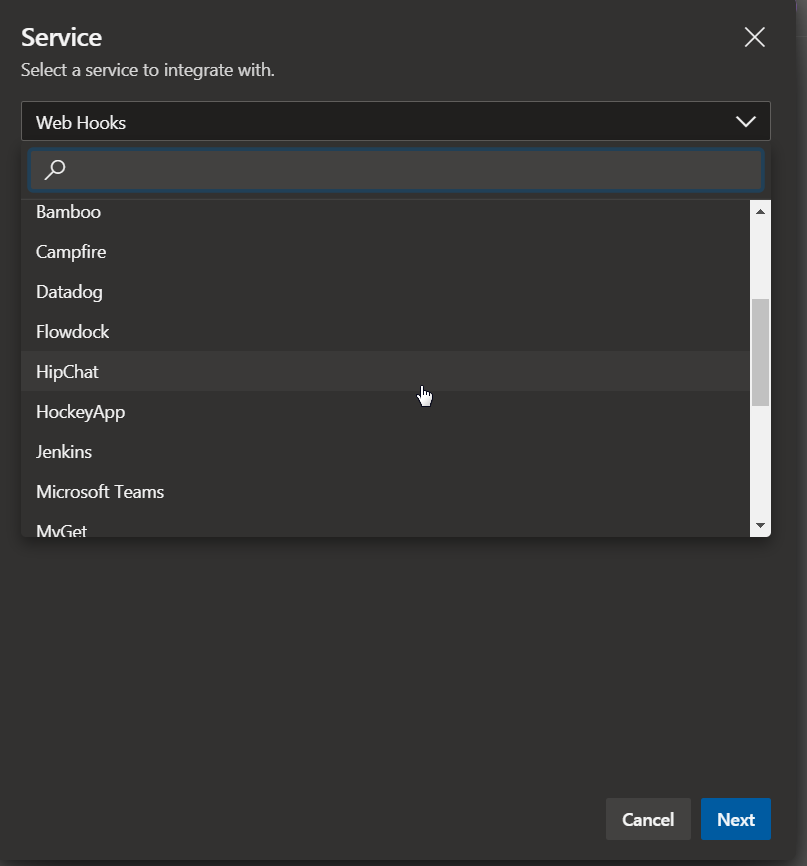 Service
Select a service to integrate with.
Web Hooks
Bamboo
Campfire
Datadog
Flowdock
HipChat
HockeyApp
Jenkins
Microsoft Teams
MyGet
Cancel
Next